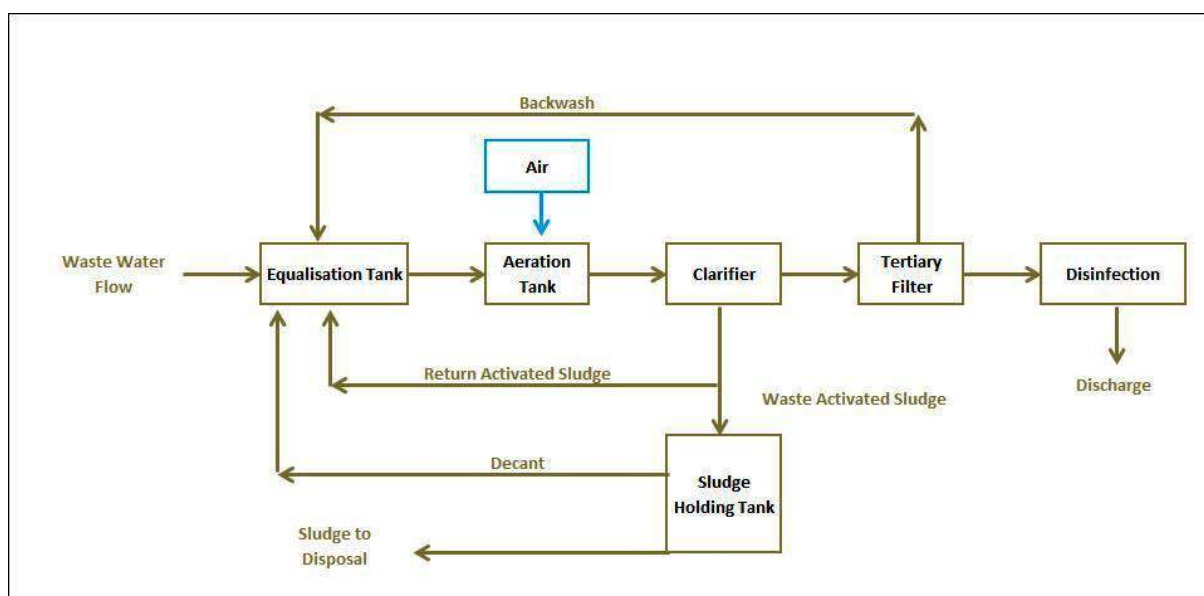 Backwash
Air
Waste Water
Flow
Equalisation Tank
Aeration
Tank
Clarifier
Tertiary
Filter
Disinfection
Return Activated Sludge
Waste Activated Sludge
Discharge
Decant
Sludge
Holding Tank
Sludge to
Disposal